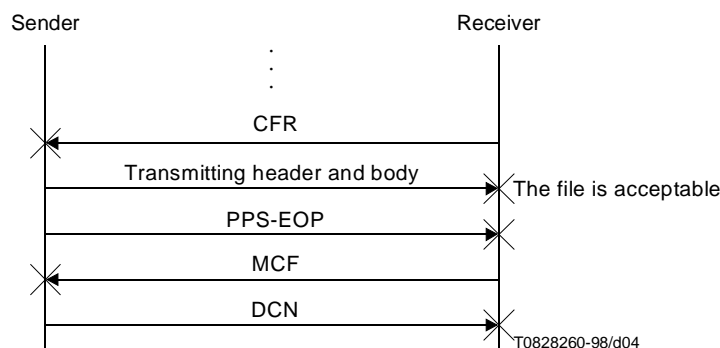 Sender Receiver
CFR
Transmitting header and body
The file is acceptable
PPS-EOP
MCF
DCN
T0828260-98/d04